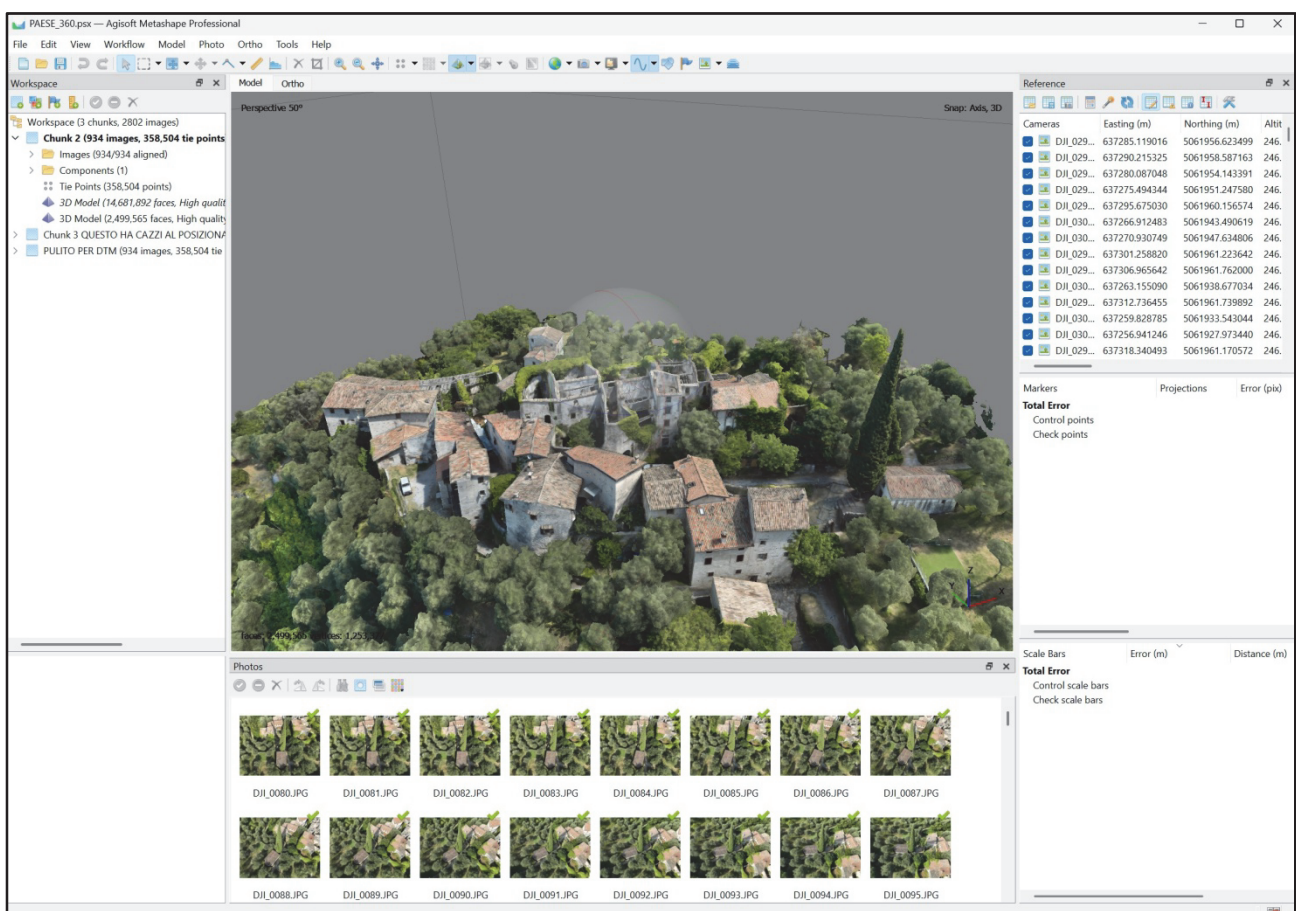 PAESE_360.psx — Agisoft Metashape Professional
File Edit View Workflow Model Photo Ortho Tools Help
Workspace
Workspace (3 chunks, 2802 images)
Chunk 2 (934 images, 358,504 tie points
Images (934/934 aligned)
Components (1)
Tie Points (358,504 points)
3D Model (14,681,892 faces, High qualit
3D Model (2,499,565 faces, High quality
Chunk 3 QUESTO HA CAZZI AL POSIZIONA
PULITO PER DTM (934 images, 358,504 tie
Model Ortho
Perspective 50°
Snap: Axis, 3D
Z
X
faces: 2,499,565
Photos
DJI_0080.JPG DJI_0081.JPG DJI_0082.JPG DJI_0083.JPG DJI_0084.JPG DJI_0085.JPG DJI_0086.JPG DJI_0087.JPG
DJI_0088.JPG DJI_0089.JPG DJI_0090.JPG DJI_0091.JPG DJI_0092.JPG DJI_0093.JPG DJI_0094.JPG DJI_0095.JPG
Reference
Cameras Easting (m) Northing (m) Altit
DJI_029... 637285.119016 5061956.623499 246.
DJI_029... 637290.215325 5061958.587163 246.
DJI_029... 637280.087048 5061954.143391 246.
DJI_029... 637275.494344 5061951.247580 246.
DJI_029... 637295.675030 5061960.156574 246.
DJI_030... 637266.912483 5061943.490619 246.
DJI_030... 637270.930749 5061947.634806 246.
DJI_029... 637301.258820 5061961.223642 246.
DJI_029... 637306.965642 5061961.762000 246.
DJI_030... 637263.155090 5061938.677034 246.
DJI_029... 637312.736455 5061961.739892 246.
DJI_030... 637259.828785 5061933.543044 246.
DJI_030... 637256.941246 5061927.973440 246.
DJI_029... 637318.340493 5061961.170572 246.
Markers Projections Error (pix)
Total Error
Control points
Check points
Scale Bars Error (m) Distance (m)
Total Error
Control scale bars
Check scale bars